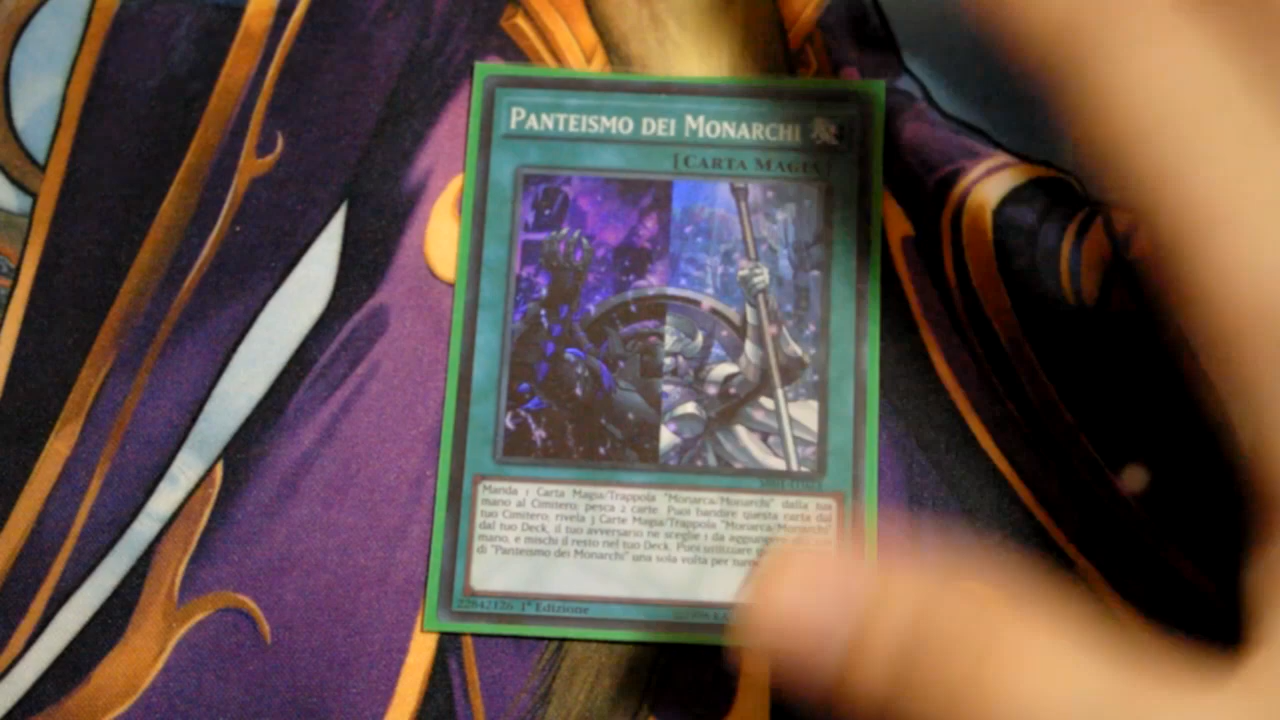 PANTEISMO DEI MONARCHI
[CARTA MAGIA]
Manda 1 Carta Magia/Trappola "Monarca/Monarchi" dalla tua
mano al Cimitero; pesca 2 carte. Puoi bandire questa carta dal
tuo Cimitero, rivela 3 Carte Magia/Trappola "Monarca/Monarchi"
dal tuo Deck, il tuo avversario ne sceglie 1 da aggiungere
mano, e mischi il resto nel tuo Deck. Puoi utilizzare
di "Panteismo dei Monarchi" una sola volta per turno
22842126 1ª Edizione